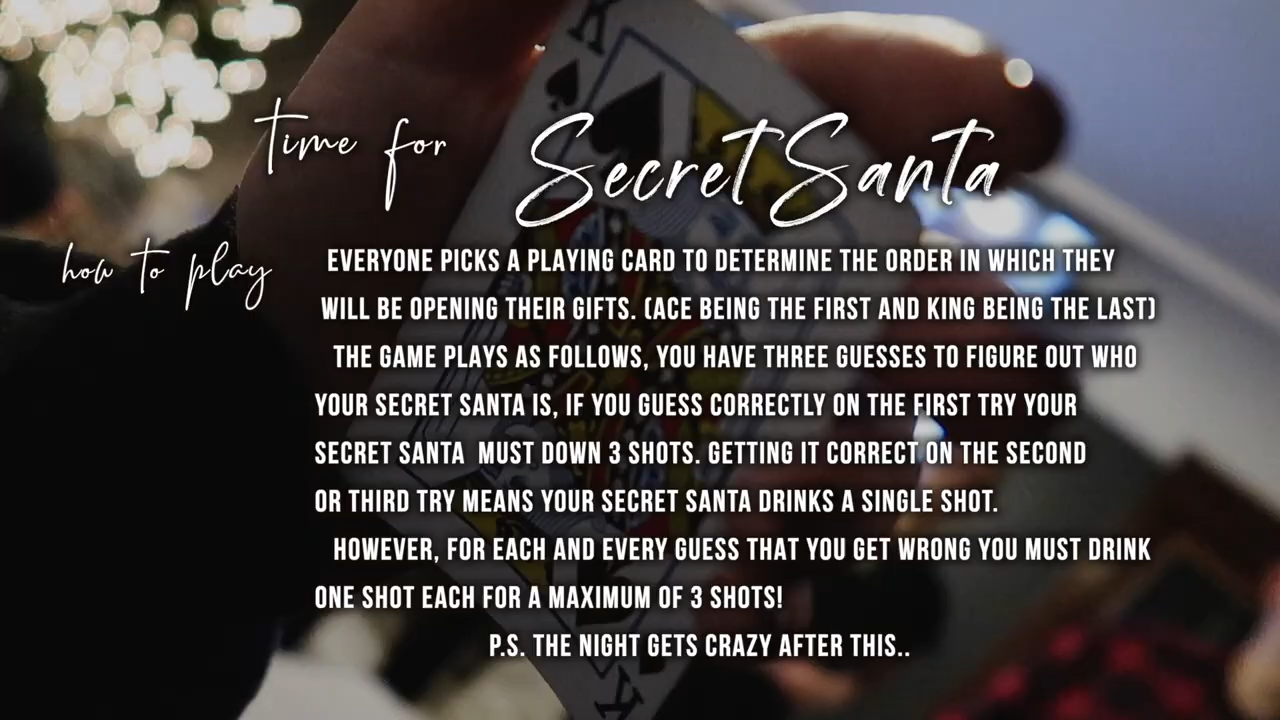 time for Secret Santa
how to play
EVERYONE PICKS A PLAYING CARD TO DETERMINE THE ORDER IN WHICH THEY
WILL BE OPENING THEIR GIFTS. (ACE BEING THE FIRST AND KING BEING THE LAST)
THE GAME PLAYS AS FOLLOWS, YOU HAVE THREE GUESSES TO FIGURE OUT WHO
YOUR SECRET SANTA IS, IF YOU GUESS CORRECTLY ON THE FIRST TRY YOUR
SECRET SANTA MUST DOWN 3 SHOTS. GETTING IT CORRECT ON THE SECOND
OR THIRD TRY MEANS YOUR SECRET SANTA DRINKS A SINGLE SHOT.
HOWEVER, FOR EACH AND EVERY GUESS THAT YOU GET WRONG YOU MUST DRINK
ONE SHOT EACH FOR A MAXIMUM OF 3 SHOTS!
P.S. THE NIGHT GETS CRAZY AFTER THIS..
K
K